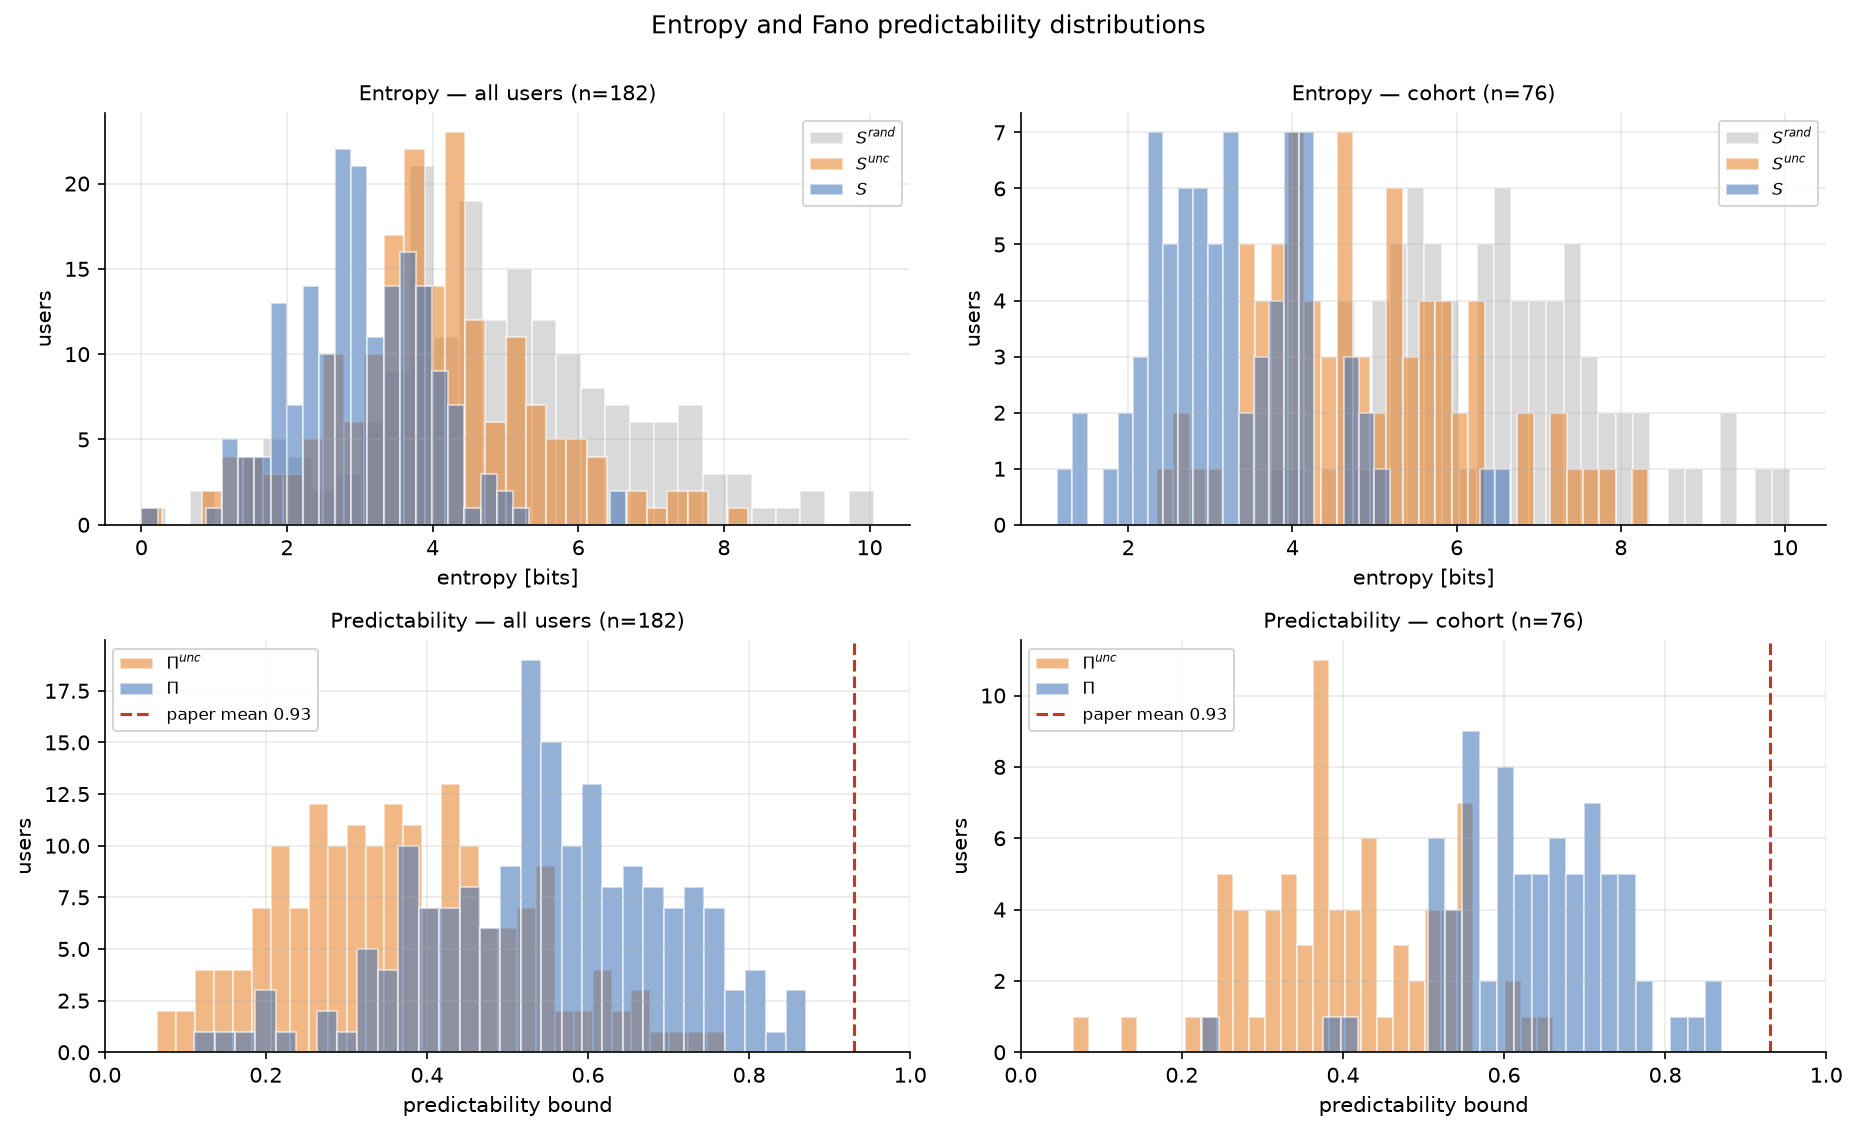 Entropy and Fano predictability distributions
Entropy — all users (n=182)
users
20
15
10
5
0
0 2 4 6 8 10
entropy [bits]
S^rand
S^unc
S
Entropy — cohort (n=76)
users
7
6
5
4
3
2
1
0
2 4 6 8 10
entropy [bits]
S^rand
S^unc
S
Predictability — all users (n=182)
users
17.5
15.0
12.5
10.0
7.5
5.0
2.5
0.0
0.0 0.2 0.4 0.6 0.8 1.0
predictability bound
Π^unc
Π
paper mean 0.93
Predictability — cohort (n=76)
users
10
8
6
4
2
0
0.0 0.2 0.4 0.6 0.8 1.0
predictability bound
Π^unc
Π
paper mean 0.93